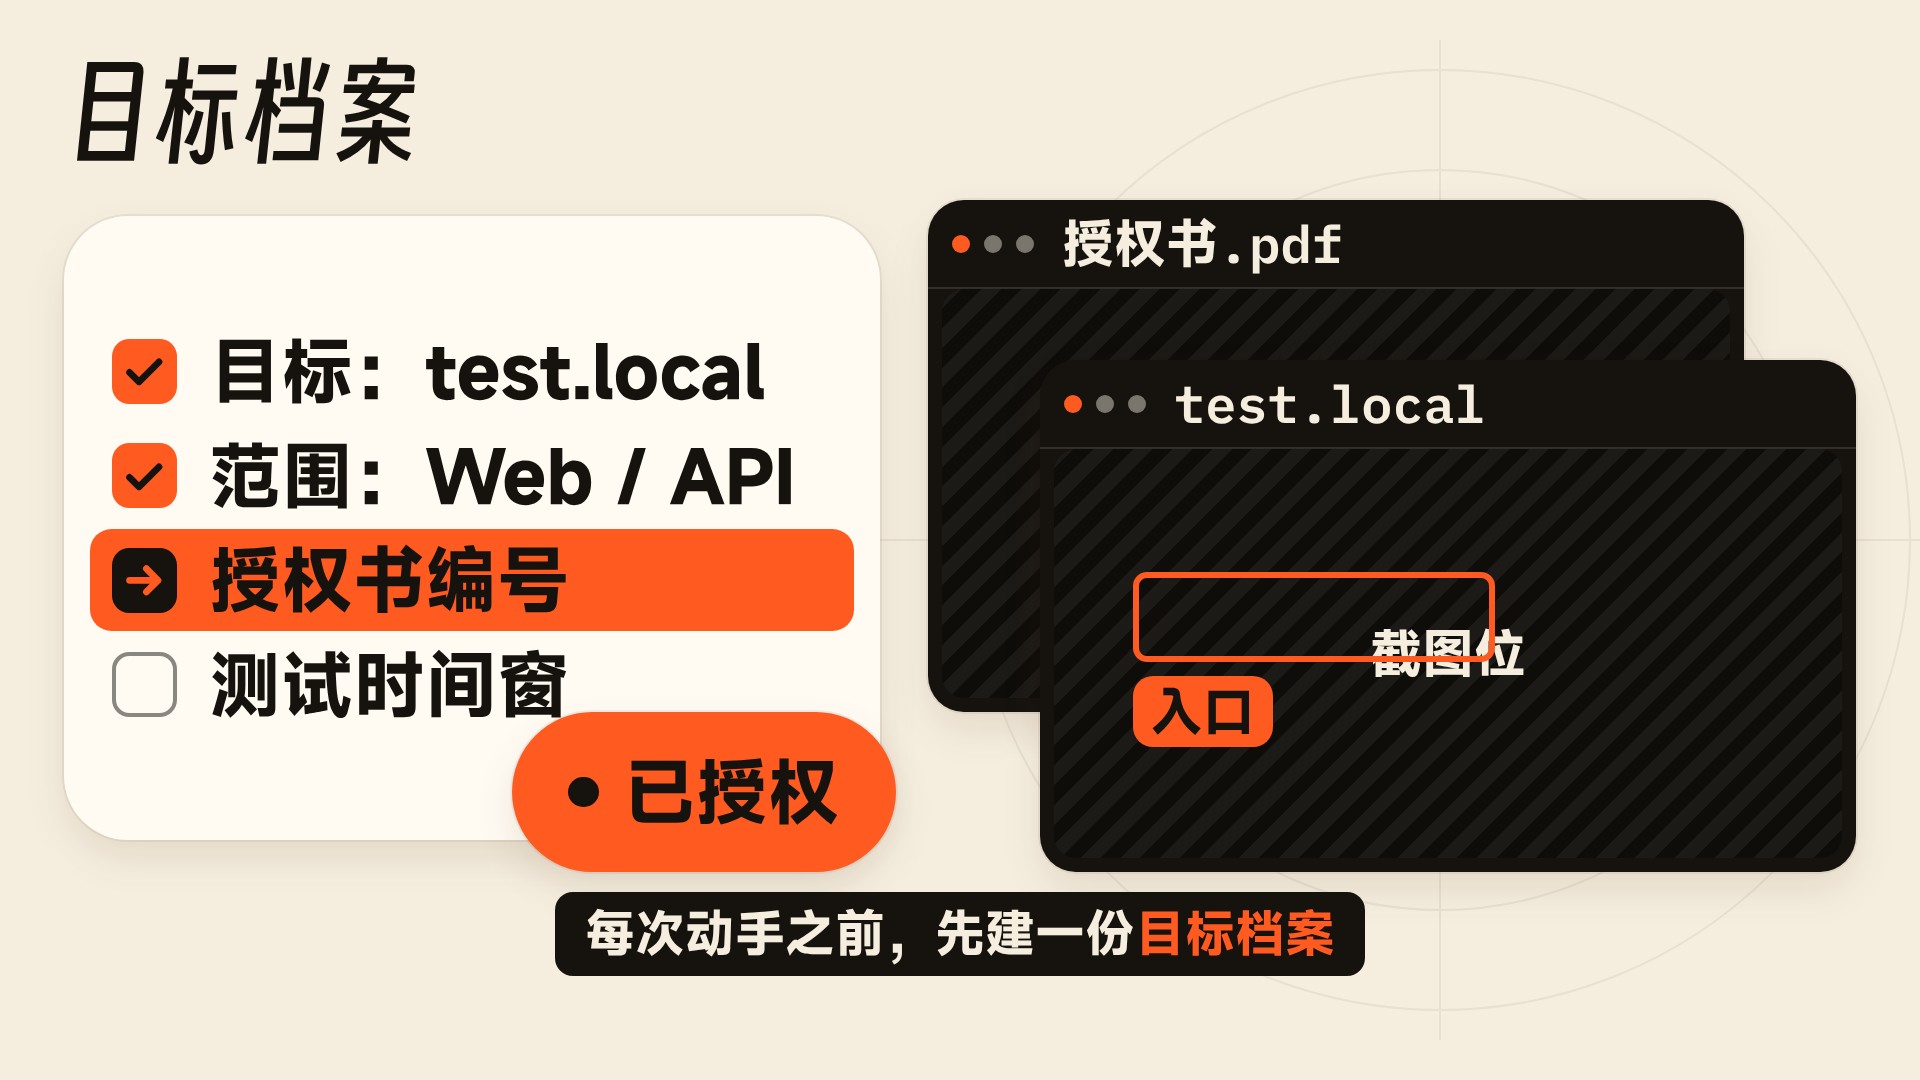 目标档案
目标：test.local
范围：Web / API
授权书编号
测试时间窗
已授权
授权书.pdf
test.local
截图位
入口
每次动手之前，先建一份目标档案